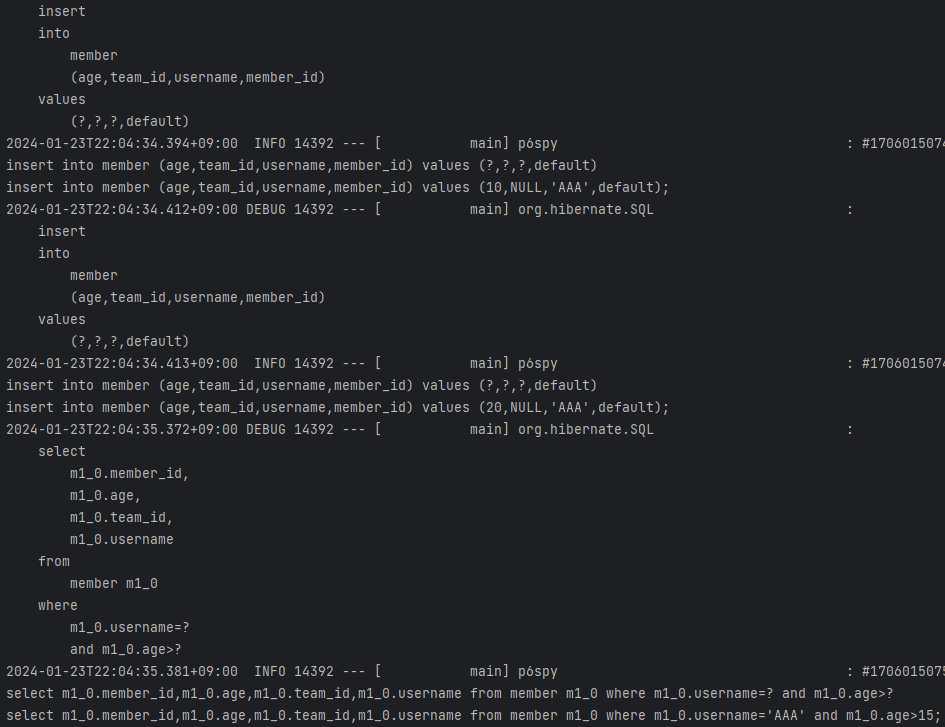 insert
    into
        member
        (age,team_id,username,member_id)
    values
        (?,?,?,default)
2024-01-23T22:04:34.394+09:00  INFO 14392 --- [           main] p6spy                                    : #1706015074
insert into member (age,team_id,username,member_id) values (?,?,?,default)
insert into member (age,team_id,username,member_id) values (10,NULL,'AAA',default);
2024-01-23T22:04:34.412+09:00 DEBUG 14392 --- [           main] org.hibernate.SQL                        :
    insert
    into
        member
        (age,team_id,username,member_id)
    values
        (?,?,?,default)
2024-01-23T22:04:34.413+09:00  INFO 14392 --- [           main] p6spy                                    : #1706015074
insert into member (age,team_id,username,member_id) values (?,?,?,default)
insert into member (age,team_id,username,member_id) values (20,NULL,'AAA',default);
2024-01-23T22:04:35.372+09:00 DEBUG 14392 --- [           main] org.hibernate.SQL                        :
    select
        m1_0.member_id,
        m1_0.age,
        m1_0.team_id,
        m1_0.username
    from
        member m1_0
    where
        m1_0.username=?
        and m1_0.age>?
2024-01-23T22:04:35.381+09:00  INFO 14392 --- [           main] p6spy                                    : #1706015075
select m1_0.member_id,m1_0.age,m1_0.team_id,m1_0.username from member m1_0 where m1_0.username=? and m1_0.age>?
select m1_0.member_id,m1_0.age,m1_0.team_id,m1_0.username from member m1_0 where m1_0.username='AAA' and m1_0.age>15;